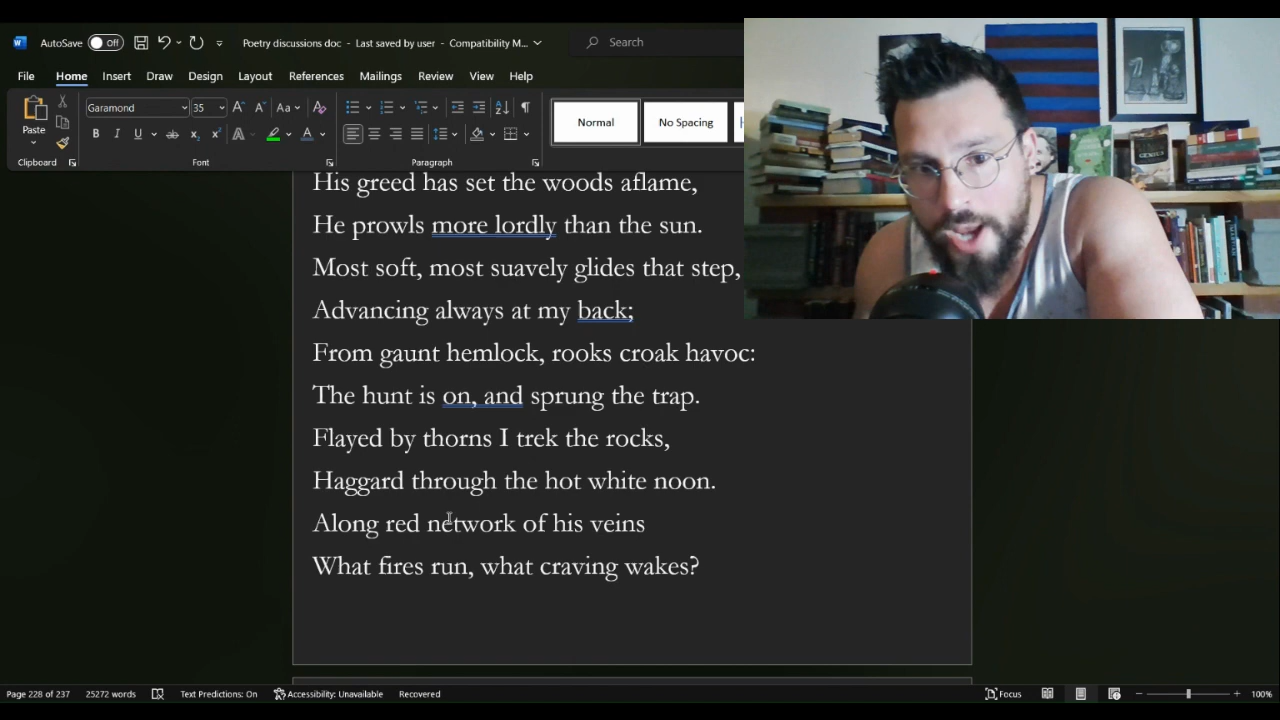 AutoSave Off Poetry discussions doc - Last saved by user - Compatibility M... Search
File Home Insert Draw Design Layout References Mailings Review View Help
Paste Garamond 35 Aa Normal No Spacing
B I U ab x₂ x² A A
Clipboard Font Paragraph
His greed has set the woods aflame,
He prowls more lordly than the sun.
Most soft, most suavely glides that step,
Advancing always at my back;
From gaunt hemlock, rooks croak havoc:
The hunt is on, and sprung the trap.
Flayed by thorns I trek the rocks,
Haggard through the hot white noon.
Along red network of his veins
What fires run, what craving wakes?
Page 228 of 237 25272 words Text Predictions: On Accessibility: Unavailable Recovered Focus 100%